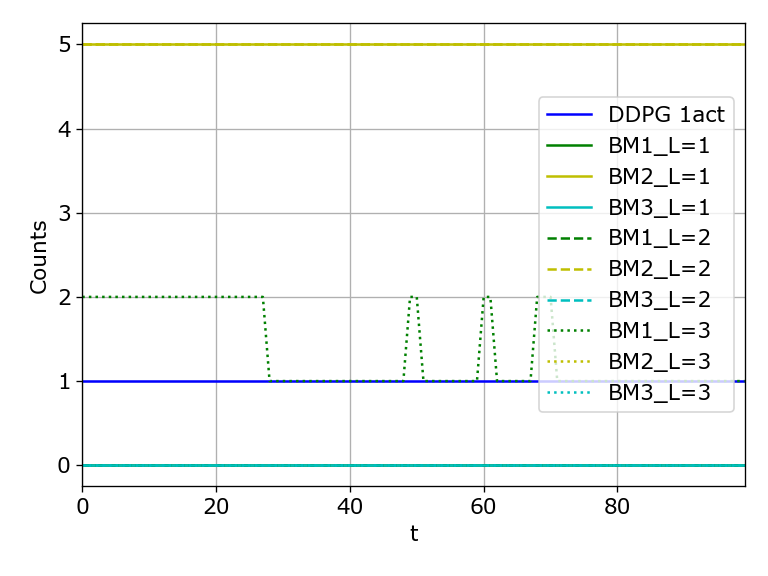 5
4
3
2
1
0
Counts
0 20 40 60 80
t
DDPG 1act
BM1_L=1
BM2_L=1
BM3_L=1
BM1_L=2
BM2_L=2
BM3_L=2
BM1_L=3
BM2_L=3
BM3_L=3